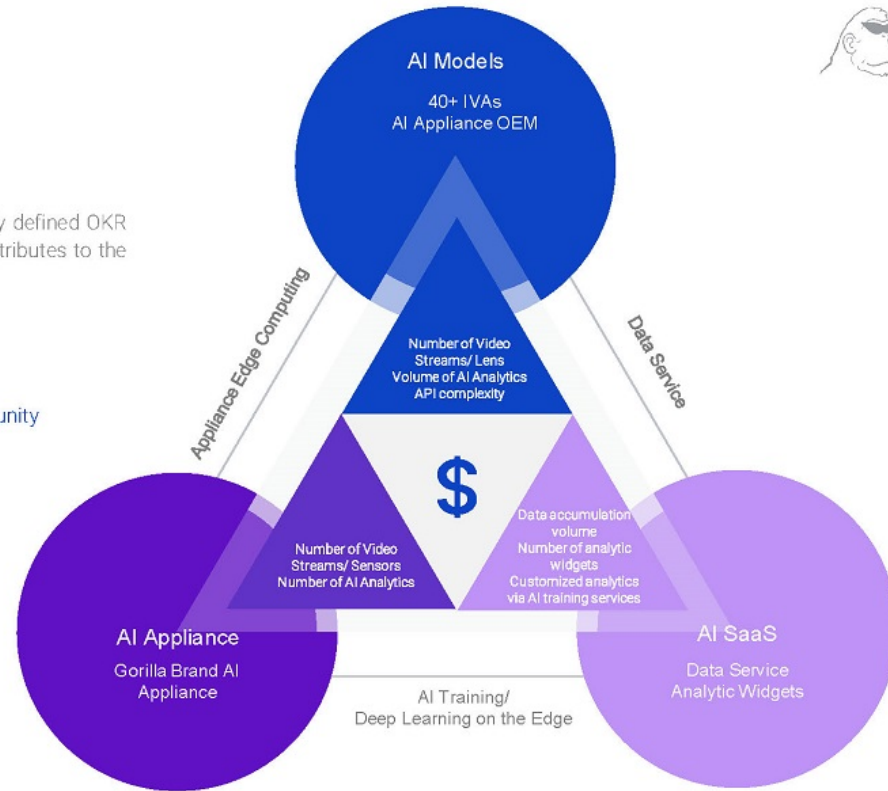 AI Models
40+ IVAs
AI Appliance OEM
y defined OKR
tributes to the
unity
Appliance Edge Computing
Data Service
Number of Video
Streams/ Lens
Volume of AI Analytics
API complexity
$
Number of Video
Streams/ Sensors
Number of AI Analytics
Data accumulation
volume
Number of analytic
widgets
Customized analytics
via AI training services
AI Appliance
Gorilla Brand AI
Appliance
AI SaaS
Data Service
Analytic Widgets
AI Training/
Deep Learning on the Edge